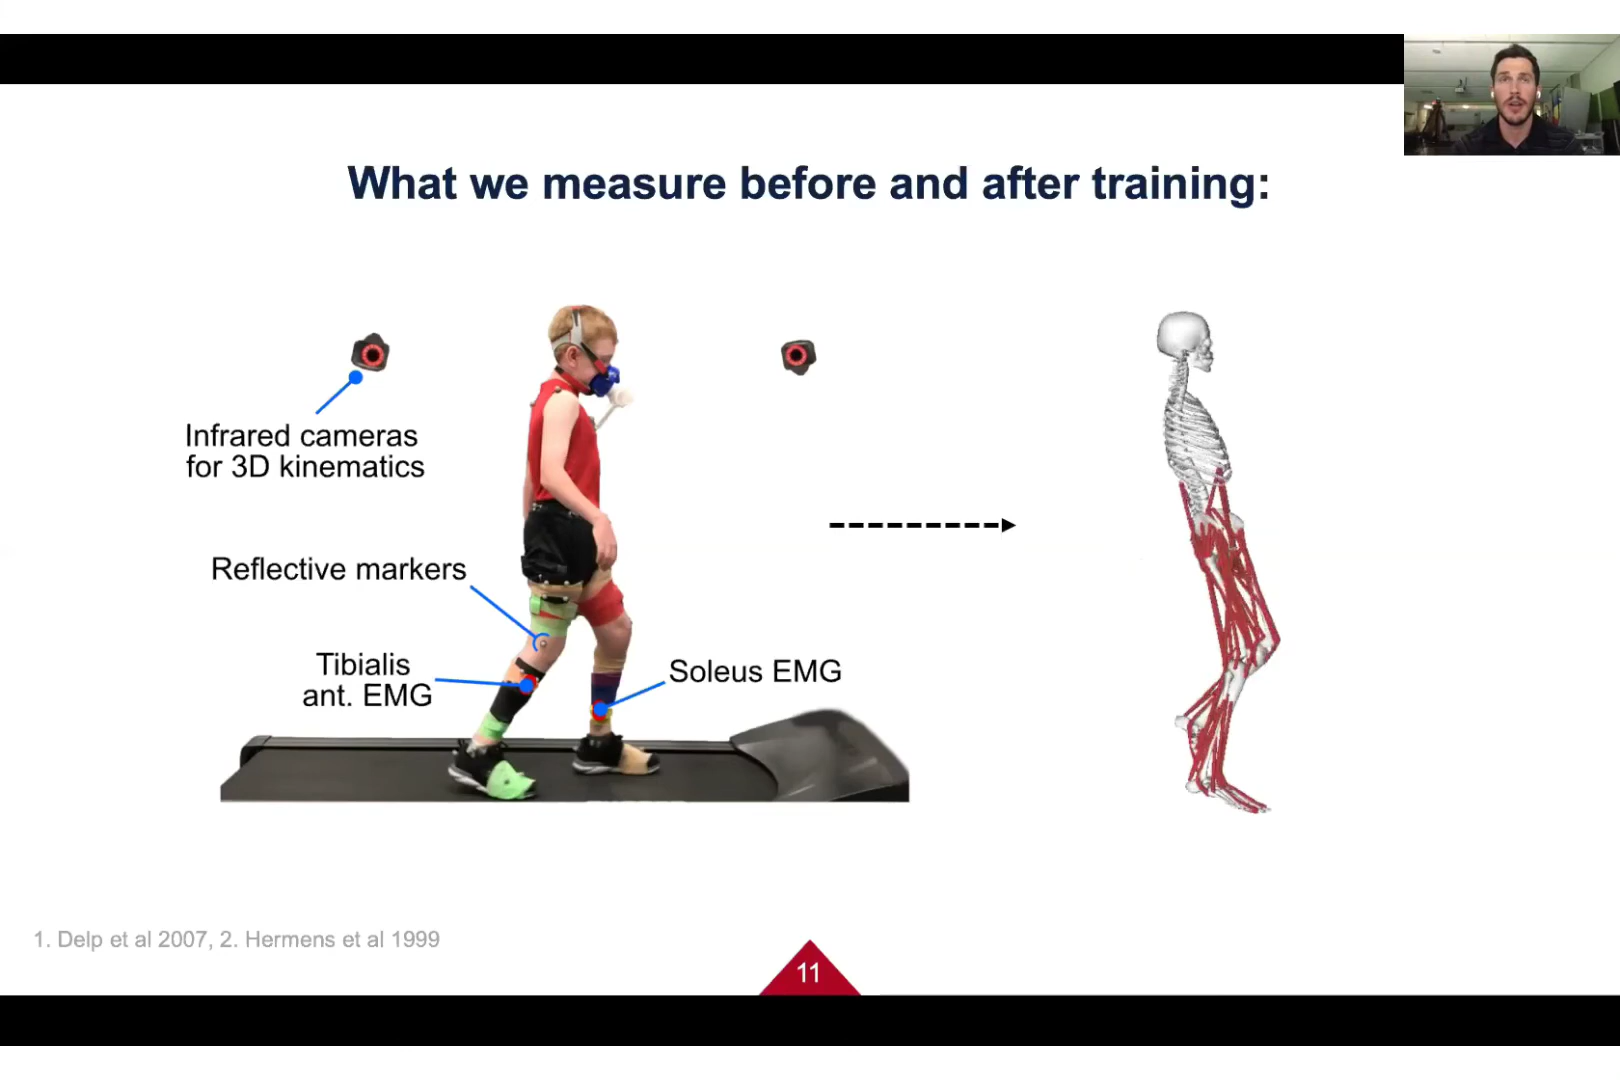 What we measure before and after training:
Infrared cameras
for 3D kinematics
Reflective markers
Tibialis
ant. EMG
Soleus EMG
1. Delp et al 2007, 2. Hermens et al 1999
11